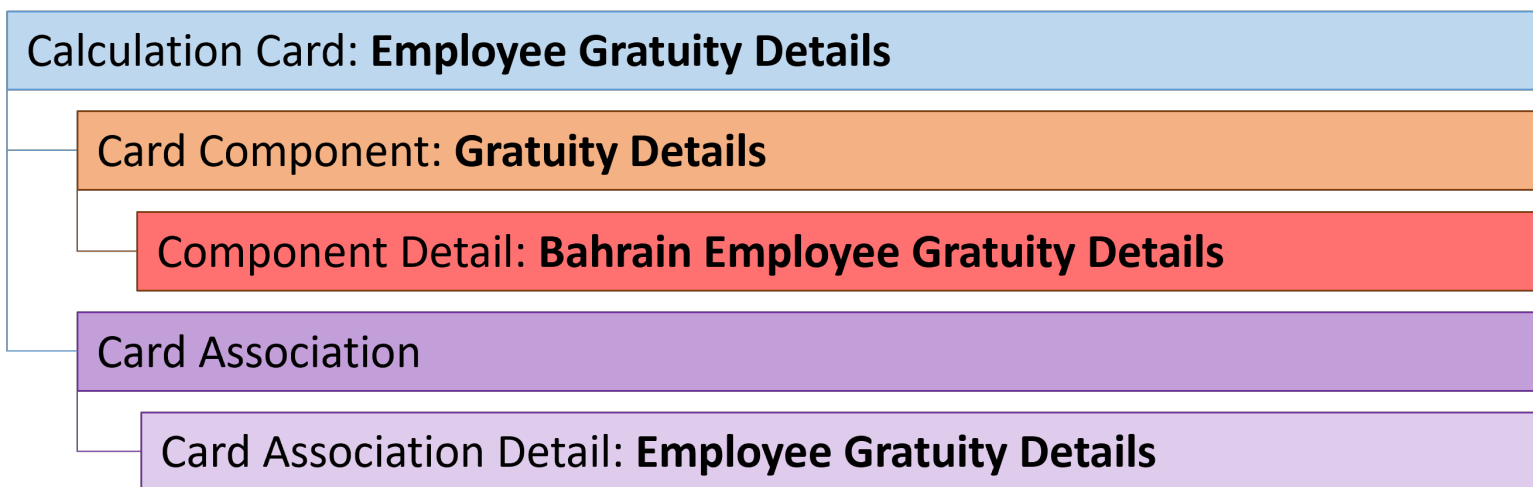 Calculation Card: Employee Gratuity Details
Card Component: Gratuity Details
Component Detail: Bahrain Employee Gratuity Details
Card Association
Card Association Detail: Employee Gratuity Details